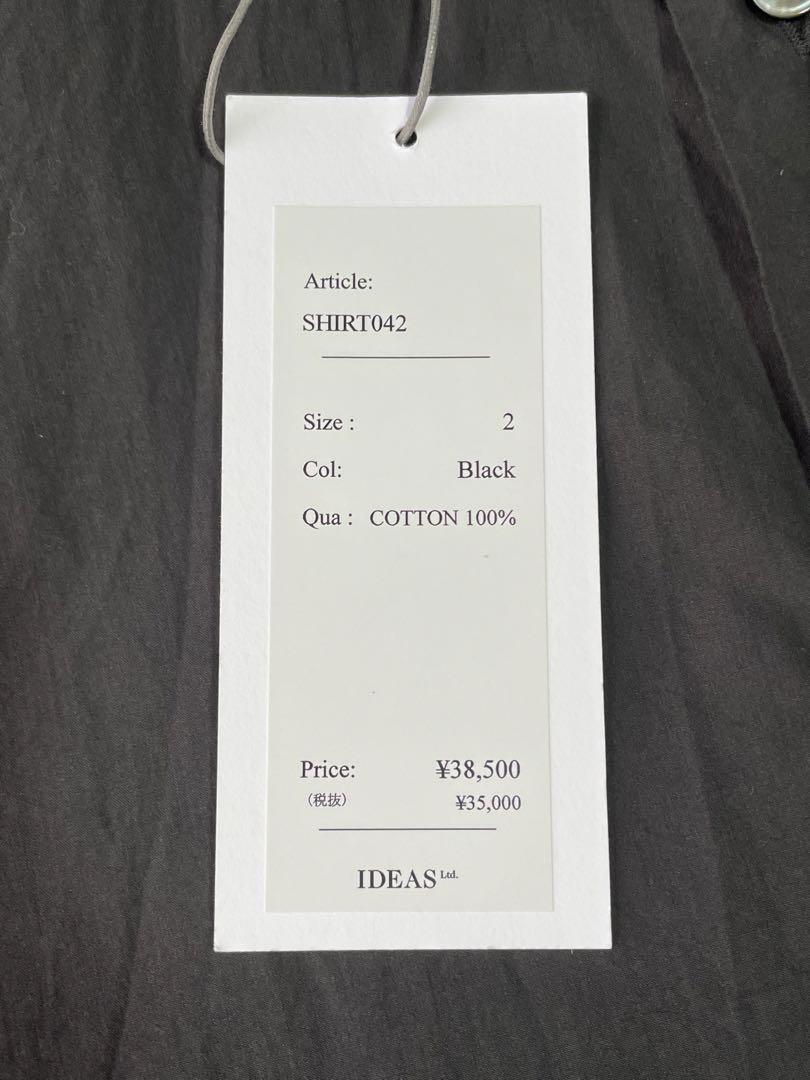 Article:
SHIRT042
Size : 2
Col: Black
Qua : COTTON 100%
Price: ¥38,500
(税抜) ¥35,000
IDEAS Ltd.